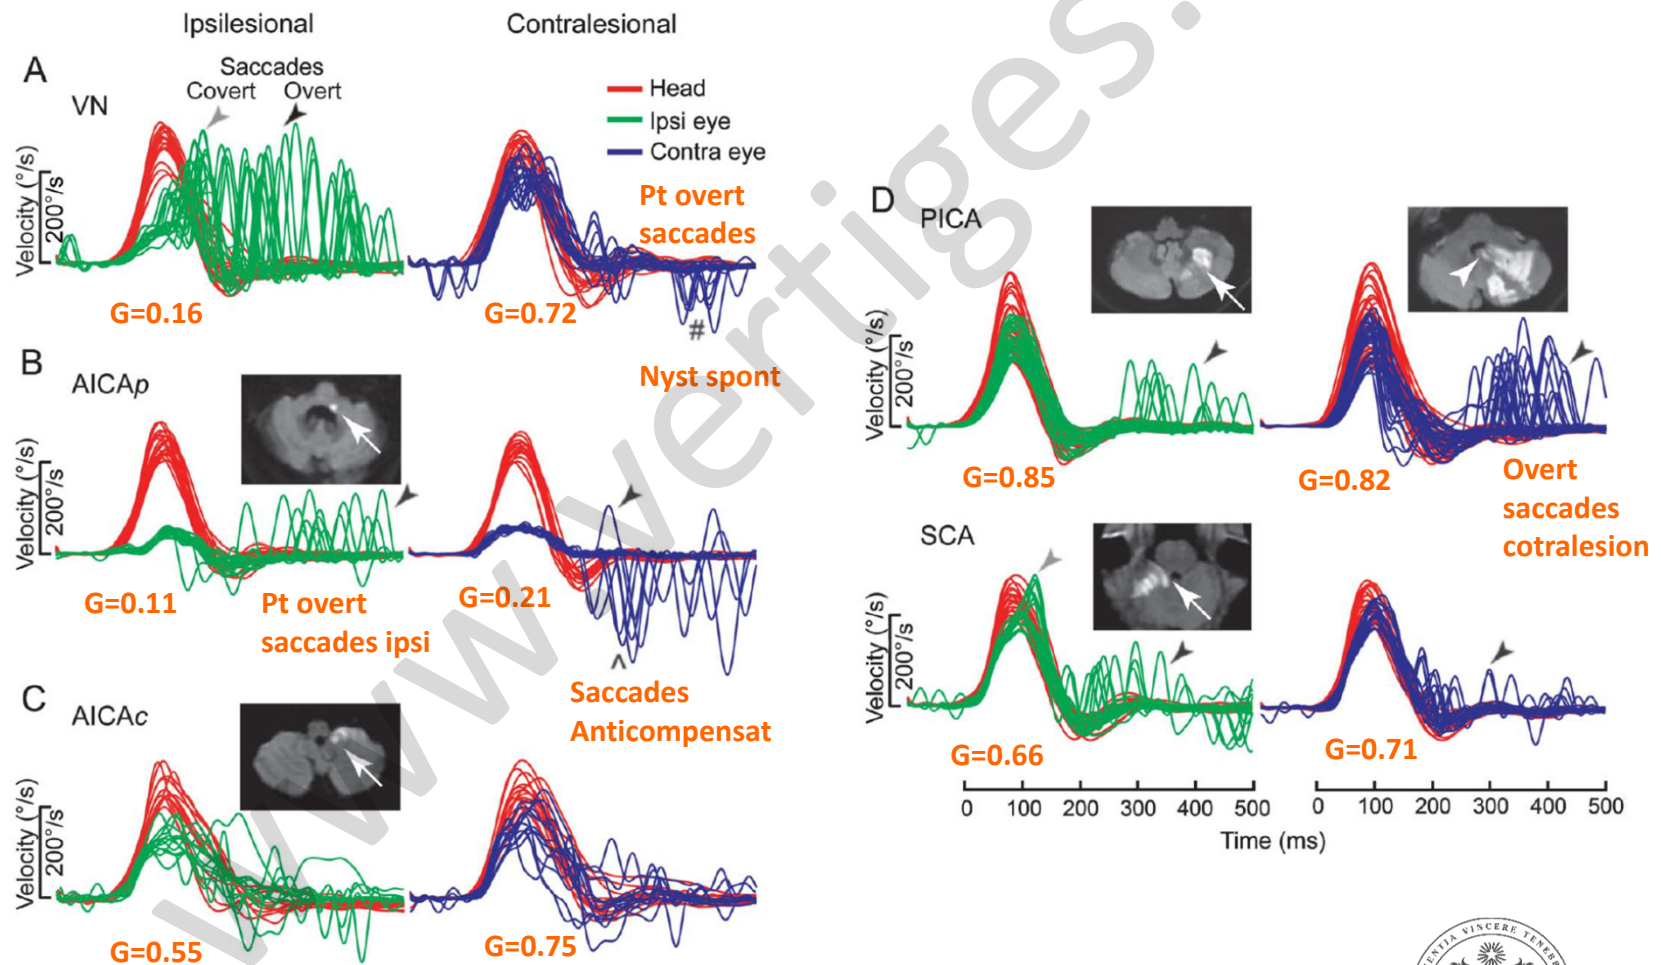 Ipsilesional
Contralesional
A
VN
Saccades
Covert Overt
Head
Ipsi eye
Contra eye
Velocity (°/s)
200°/s
G=0.16
G=0.72
Pt overt
saccades
#
Nyst spont
B
AICAp
Velocity (°/s)
200°/s
G=0.11
Pt overt
saccades ipsi
G=0.21
^
Saccades
Anticompensat
C
AICAc
Velocity (°/s)
200°/s
G=0.55
G=0.75
D
PICA
Velocity (°/s)
200°/s
G=0.85
G=0.82
Overt
saccades
cotralesion
SCA
Velocity (°/s)
200°/s
G=0.66
G=0.71
0 100 200 300 400 500
0 100 200 300 400 500
Time (ms)
www.vertiges.
VINCERE